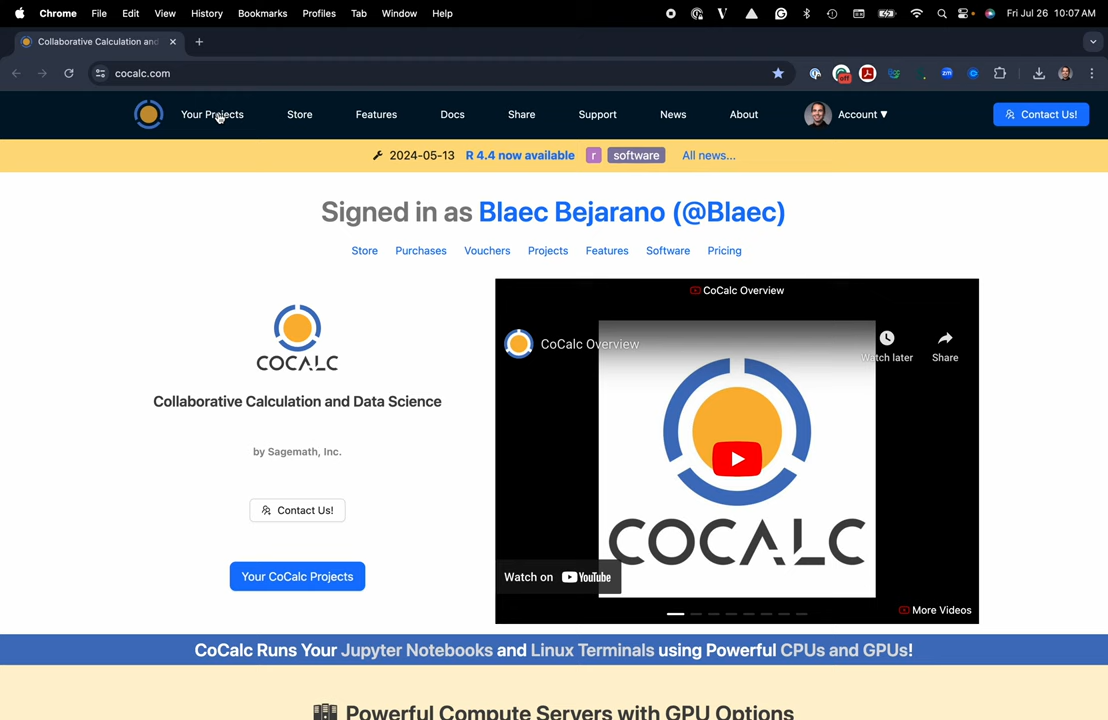 Chrome File Edit View History Bookmarks Profiles Tab Window Help Fri Jul 26 10:07 AM
Collaborative Calculation and
cocalc.com
off
zm
Your Projects Store Features Docs Share Support News About Account ▼ Contact Us!
2024-05-13 R 4.4 now available r software All news...
Signed in as Blaec Bejarano (@Blaec)
Store Purchases Vouchers Projects Features Software Pricing
COCALC
Collaborative Calculation and Data Science
by Sagemath, Inc.
Contact Us!
Your CoCalc Projects
CoCalc Overview
CoCalc Overview
Watch later Share
COCALC
Watch on YouTube
More Videos
CoCalc Runs Your Jupyter Notebooks and Linux Terminals using Powerful CPUs and GPUs!
Powerful Compute Servers with GPU Options